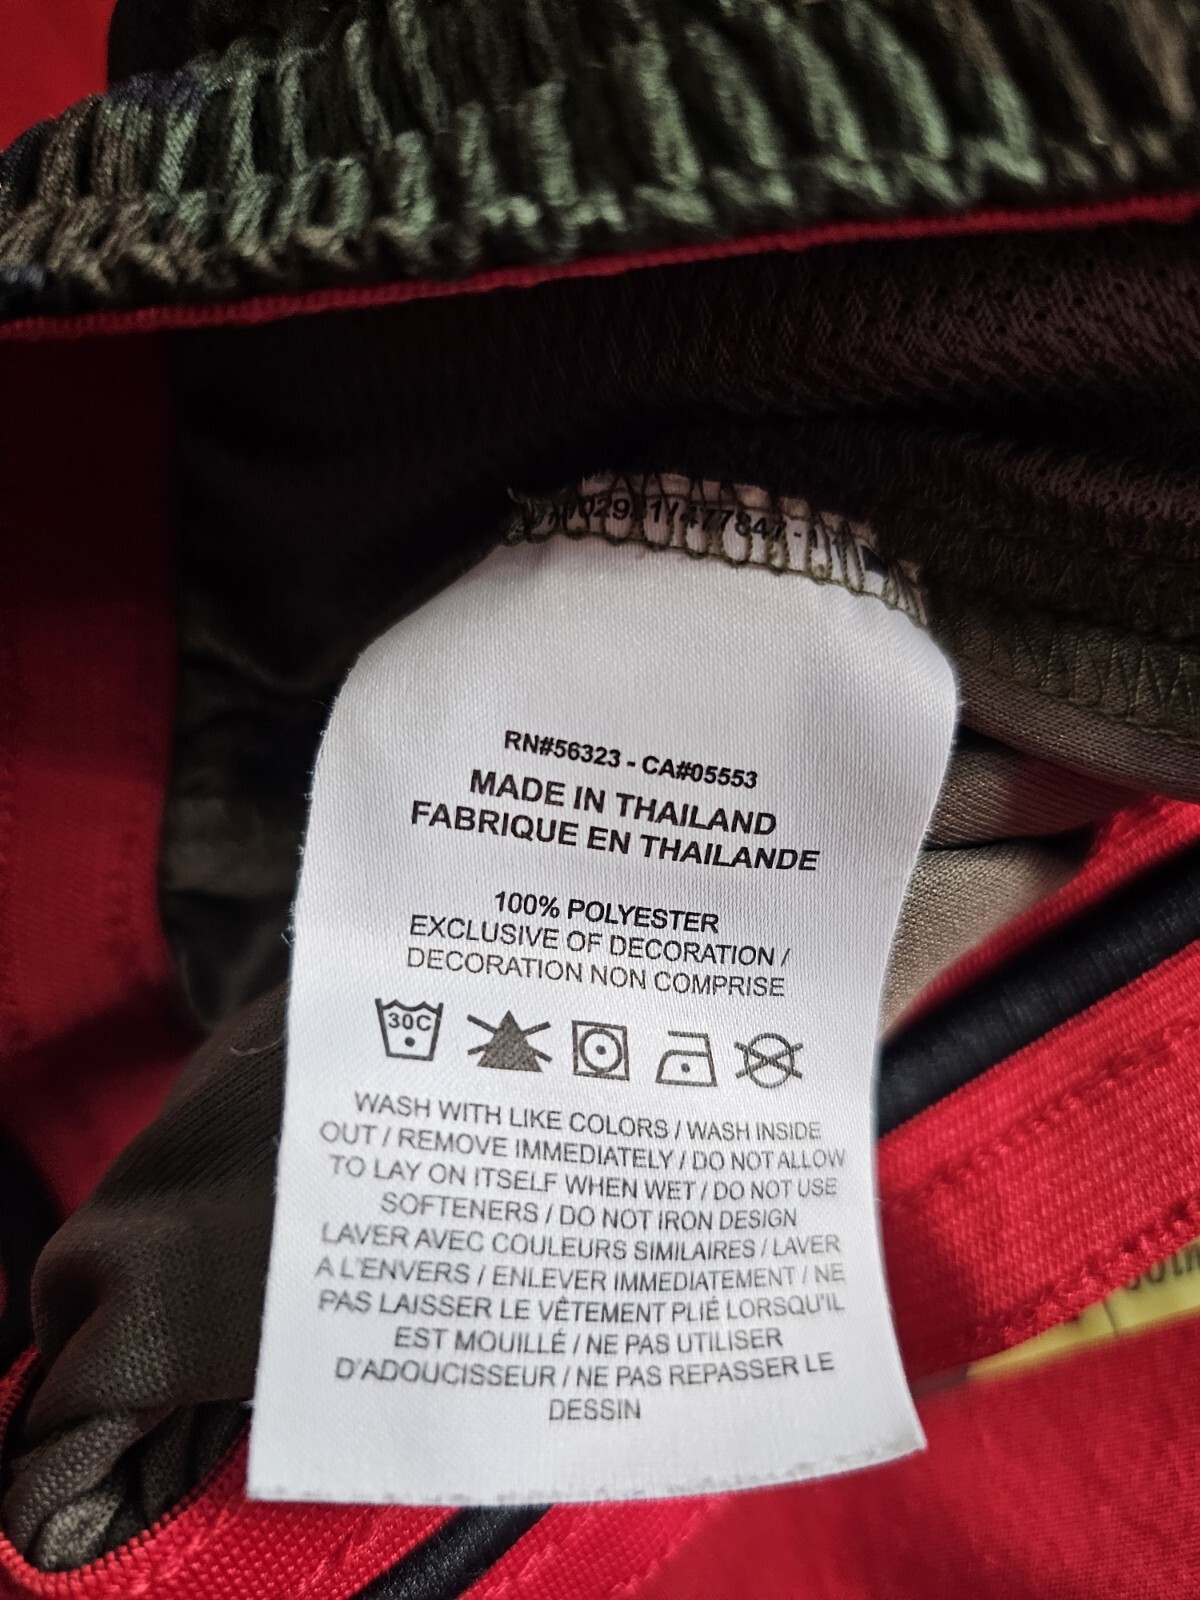 RN#56323 - CA#05553
MADE IN THAILAND
FABRIQUE EN THAILANDE
100% POLYESTER
EXCLUSIVE OF DECORATION /
DECORATION NON COMPRISE
30C
WASH WITH LIKE COLORS / WASH INSIDE
OUT / REMOVE IMMEDIATELY / DO NOT ALLOW
TO LAY ON ITSELF WHEN WET / DO NOT USE
SOFTENERS / DO NOT IRON DESIGN
LAVER AVEC COULEURS SIMILAIRES / LAVER
A L'ENVERS / ENLEVER IMMEDIATEMENT / NE
PAS LAISSER LE VÊTEMENT PLIÉ LORSQU'IL
EST MOUILLÉ / NE PAS UTILISER
D'ADOUCISSEUR / NE PAS REPASSER LE
DESSIN